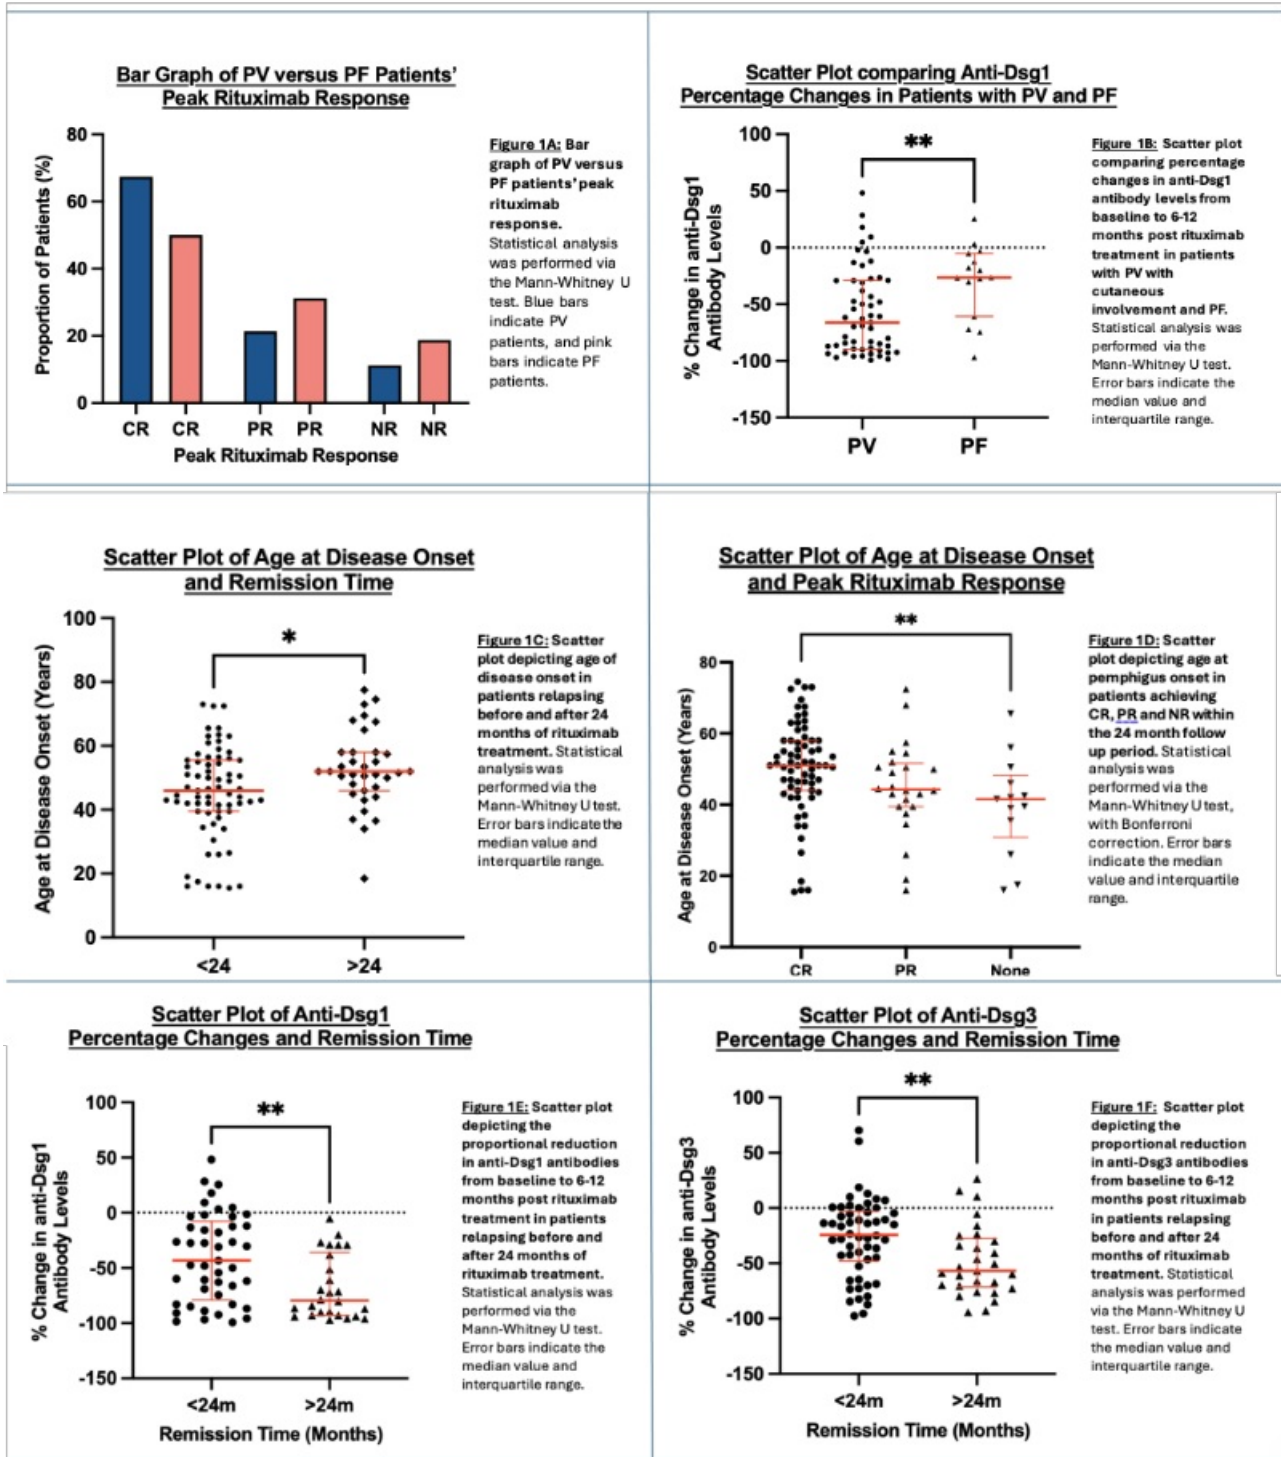 Bar Graph of PV versus PF Patients'
Peak Rituximab Response
80
60
40
20
0
Proportion of Patients (%)
CR
CR
PR
PR
NR
NR
Peak Rituximab Response
Figure 1A: Bar
graph of PV versus
PF patients' peak
rituximab
response.
Statistical analysis
was performed via
the Mann-Whitney U
test. Blue bars
indicate PV
patients, and pink
bars indicate PF
patients.
Scatter Plot comparing Anti-Dsg1
Percentage Changes in Patients with PV and PF
100
50
0
-50
-100
-150
% Change in anti-Dsg1
Antibody Levels
**
PV
PF
Figure 1B: Scatter plot
comparing percentage
changes in anti-Dsg1
antibody levels from
baseline to 6-12
months post rituximab
treatment in patients
with PV with
cutaneous
involvement and PF.
Statistical analysis was
performed via the
Mann-Whitney U test.
Error bars indicate the
median value and
interquartile range.
Scatter Plot of Age at Disease Onset
and Remission Time
100
80
60
40
20
0
Age at Disease Onset (Years)
*
<24
>24
Figure 1C: Scatter
plot depicting age of
disease onset in
patients relapsing
before and after 24
months of rituximab
treatment. Statistical
analysis was
performed via the
Mann-Whitney U test.
Error bars indicate the
median value and
interquartile range.
Scatter Plot of Age at Disease Onset
and Peak Rituximab Response
80
60
40
20
0
Age at Disease Onset (Years)
**
CR
PR
None
Figure 1D: Scatter
plot depicting age at
pemphigus onset in
patients achieving
CR, PR and NR within
the 24 month follow
up period. Statistical
analysis was
performed via the
Mann-Whitney U test,
with Bonferroni
correction. Error bars
indicate the median
value and interquartile
range.
Scatter Plot of Anti-Dsg1
Percentage Changes and Remission Time
100
50
0
-50
-100
-150
% Change in anti-Dsg1
Antibody Levels
**
<24m
>24m
Remission Time (Months)
Figure 1E: Scatter plot
depicting the
proportional reduction
in anti-Dsg1 antibodies
from baseline to 6-12
months post rituximab
treatment in patients
relapsing before and
after 24 months of
rituximab treatment.
Statistical analysis was
performed via the
Mann-Whitney U test.
Error bars indicate the
median value and
interquartile range.
Scatter Plot of Anti-Dsg3
Percentage Changes and Remission Time
100
50
0
-50
-100
-150
% Change in anti-Dsg3
Antibody Levels
**
<24m
>24m
Remission Time (Months)
Figure 1F: Scatter plot
depicting the
proportional reduction
in anti-Dsg3 antibodies
from baseline to 6-12
months post rituximab
in patients relapsing
before and after 24
months of rituximab
treatment. Statistical
analysis was performed
via the Mann-Whitney U
test. Error bars indicate
the median value and
interquartile range.